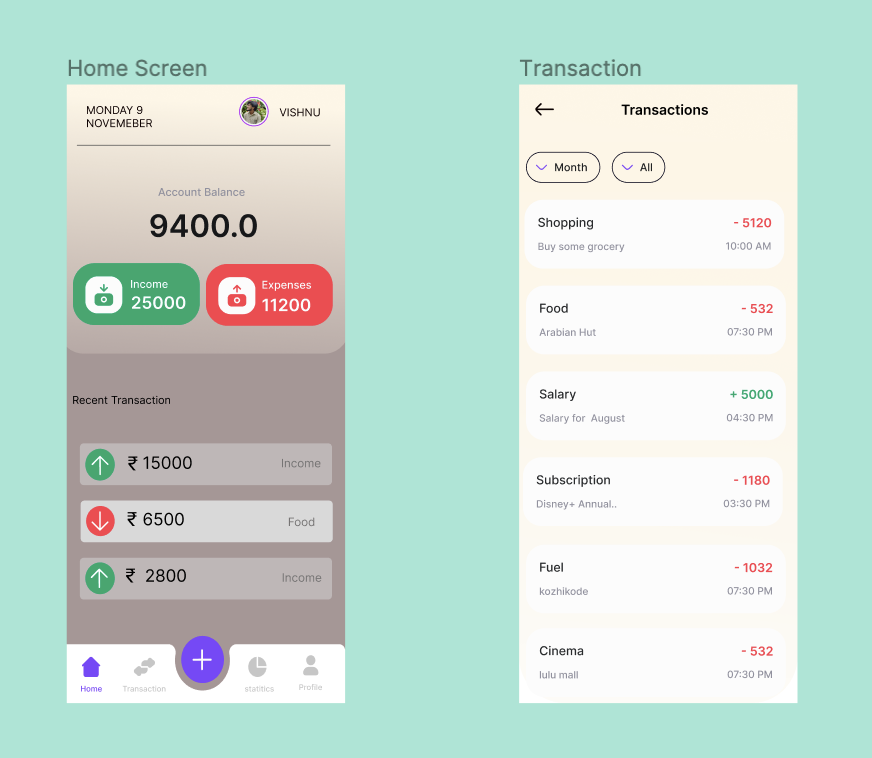 Home Screen
MONDAY 9
NOVEMEBER
VISHNU
Account Balance
9400.0
Income
25000
Expenses
11200
Recent Transaction
₹ 15000
Income
₹ 6500
Food
₹ 2800
Income
Home
Transaction
statitics
Profile
Transaction
Transactions
Month
All
Shopping
- 5120
Buy some grocery
10:00 AM
Food
- 532
Arabian Hut
07:30 PM
Salary
+ 5000
Salary for August
04:30 PM
Subscription
- 1180
Disney+ Annual..
03:30 PM
Fuel
- 1032
kozhikode
07:30 PM
Cinema
- 532
lulu mall
07:30 PM